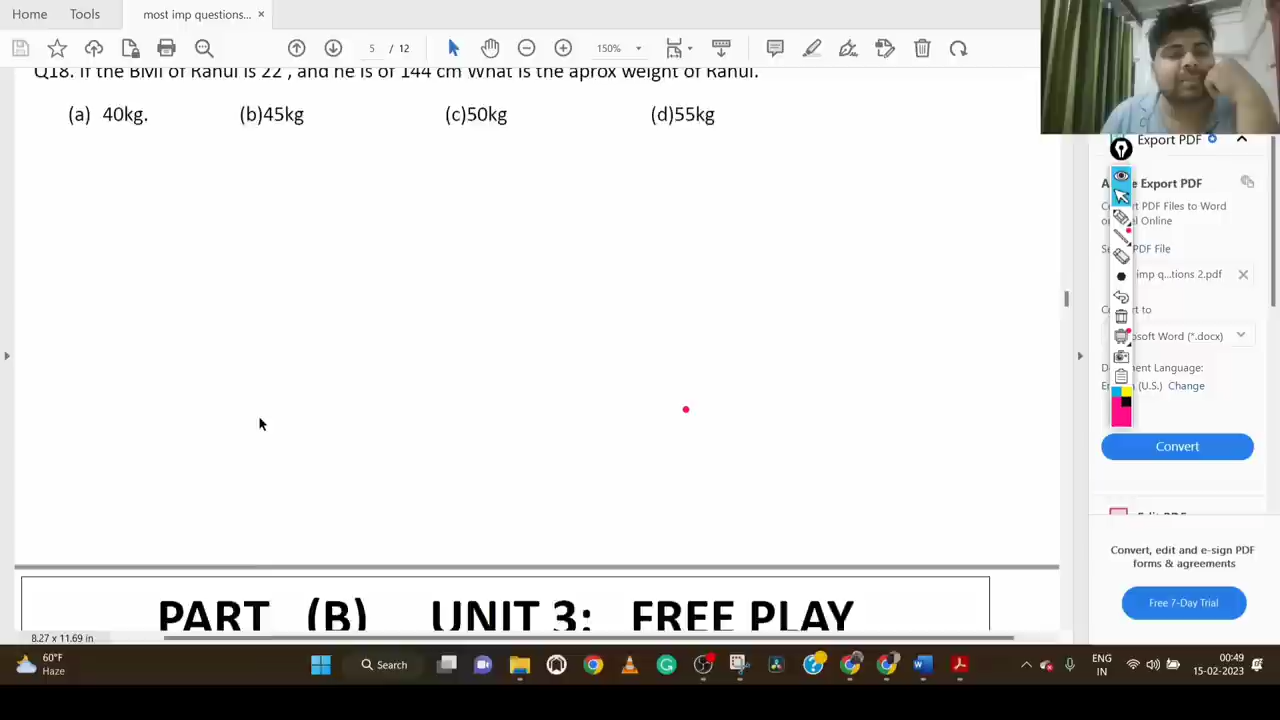 Home Tools most imp questions... ×
5 / 12 150%
Q18. If the BMI of Rahul is 22 , and he is of 144 cm What is the aprox weight of Rahul.
(a) 40kg. (b)45kg (c)50kg (d)55kg
PART (B) UNIT 3: FREE PLAY
8.27 x 11.69 in
Export PDF
Export PDF
PDF Files to Word
Online
PDF File
imp q...tions 2.pdf ×
to
(*.docx)
Language:
(U.S.) Change
Convert
Convert, edit and e-sign PDF
forms & agreements
Free 7-Day Trial
60°F
Haze
Search
ENG
IN
00:49
15-02-2023